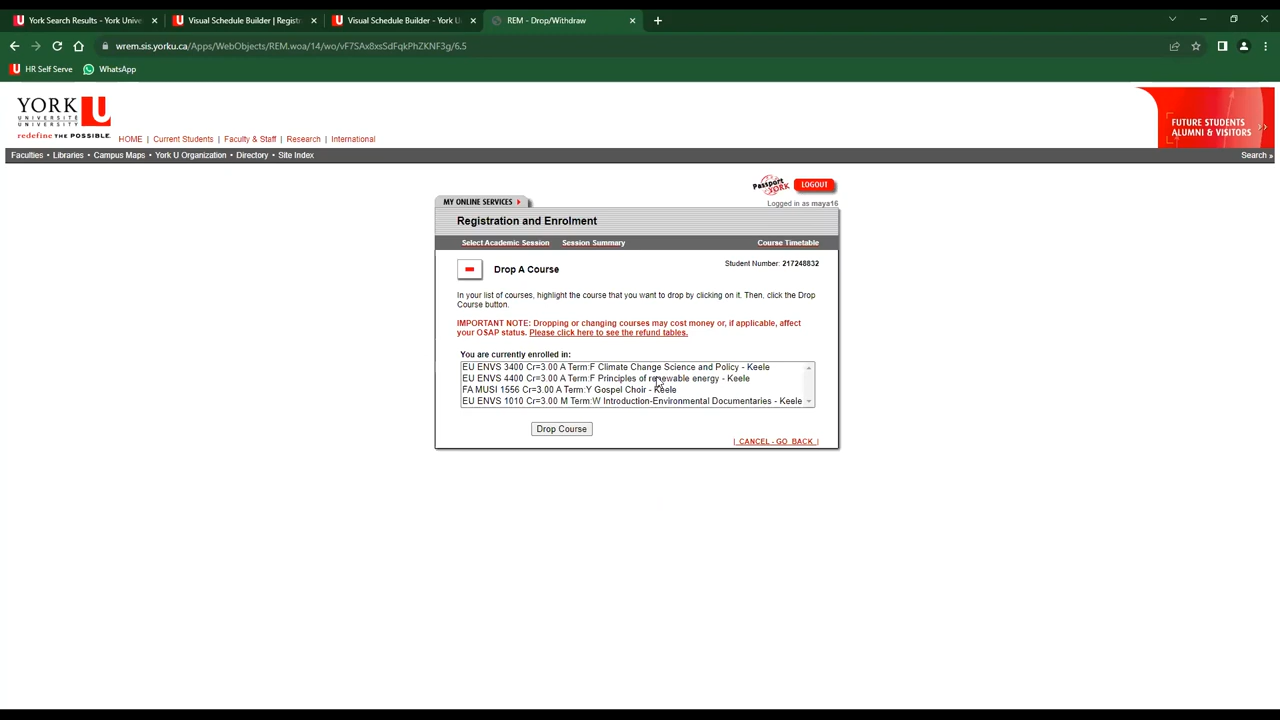 York Search Results - York Unive
Visual Schedule Builder | Registr
Visual Schedule Builder - York U
REM - Drop/Withdraw
wrem.sis.yorku.ca/Apps/WebObjects/REM.woa/14/wo/vF7SAx8xsSdFqkPhZKNF3g/6.5
HR Self Serve
WhatsApp
YORK U
UNIVERSITÉ
UNIVERSITY
redefine THE POSSIBLE.
HOME | Current Students | Faculty & Staff | Research | International
FUTURE STUDENTS
ALUMNI & VISITORS
Faculties • Libraries • Campus Maps • York U Organization • Directory • Site Index
Search »
Passport YORK
LOGOUT
Logged in as maya16
MY ONLINE SERVICES
Registration and Enrolment
Select Academic Session Session Summary Course Timetable
Student Number: 217248832
Drop A Course
In your list of courses, highlight the course that you want to drop by clicking on it. Then, click the Drop
Course button.
IMPORTANT NOTE: Dropping or changing courses may cost money or, if applicable, affect
your OSAP status. Please click here to see the refund tables.
You are currently enrolled in:
EU ENVS 3400 Cr=3.00 A Term:F Climate Change Science and Policy - Keele
EU ENVS 4400 Cr=3.00 A Term:F Principles of renewable energy - Keele
FA MUSI 1556 Cr=3.00 A Term:Y Gospel Choir - Keele
EU ENVS 1010 Cr=3.00 M Term:W Introduction-Environmental Documentaries - Keele
Drop Course
| CANCEL - GO BACK |